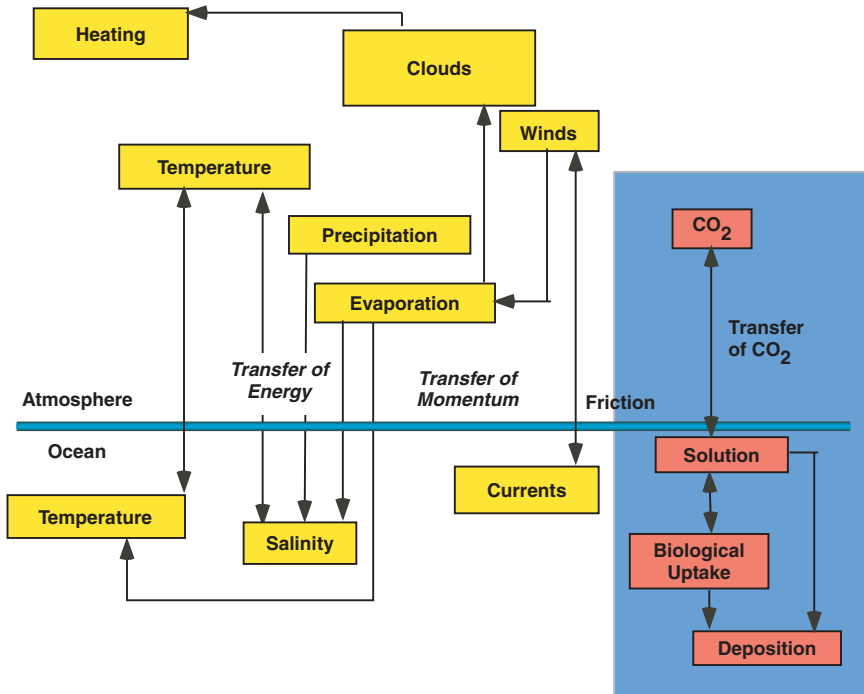 Heating
Clouds
Winds
Temperature
Precipitation
CO2
Evaporation
Transfer
of CO2
Transfer of
Energy
Transfer of
Momentum
Atmosphere
Friction
Ocean
Solution
Currents
Temperature
Salinity
Biological
Uptake
Deposition